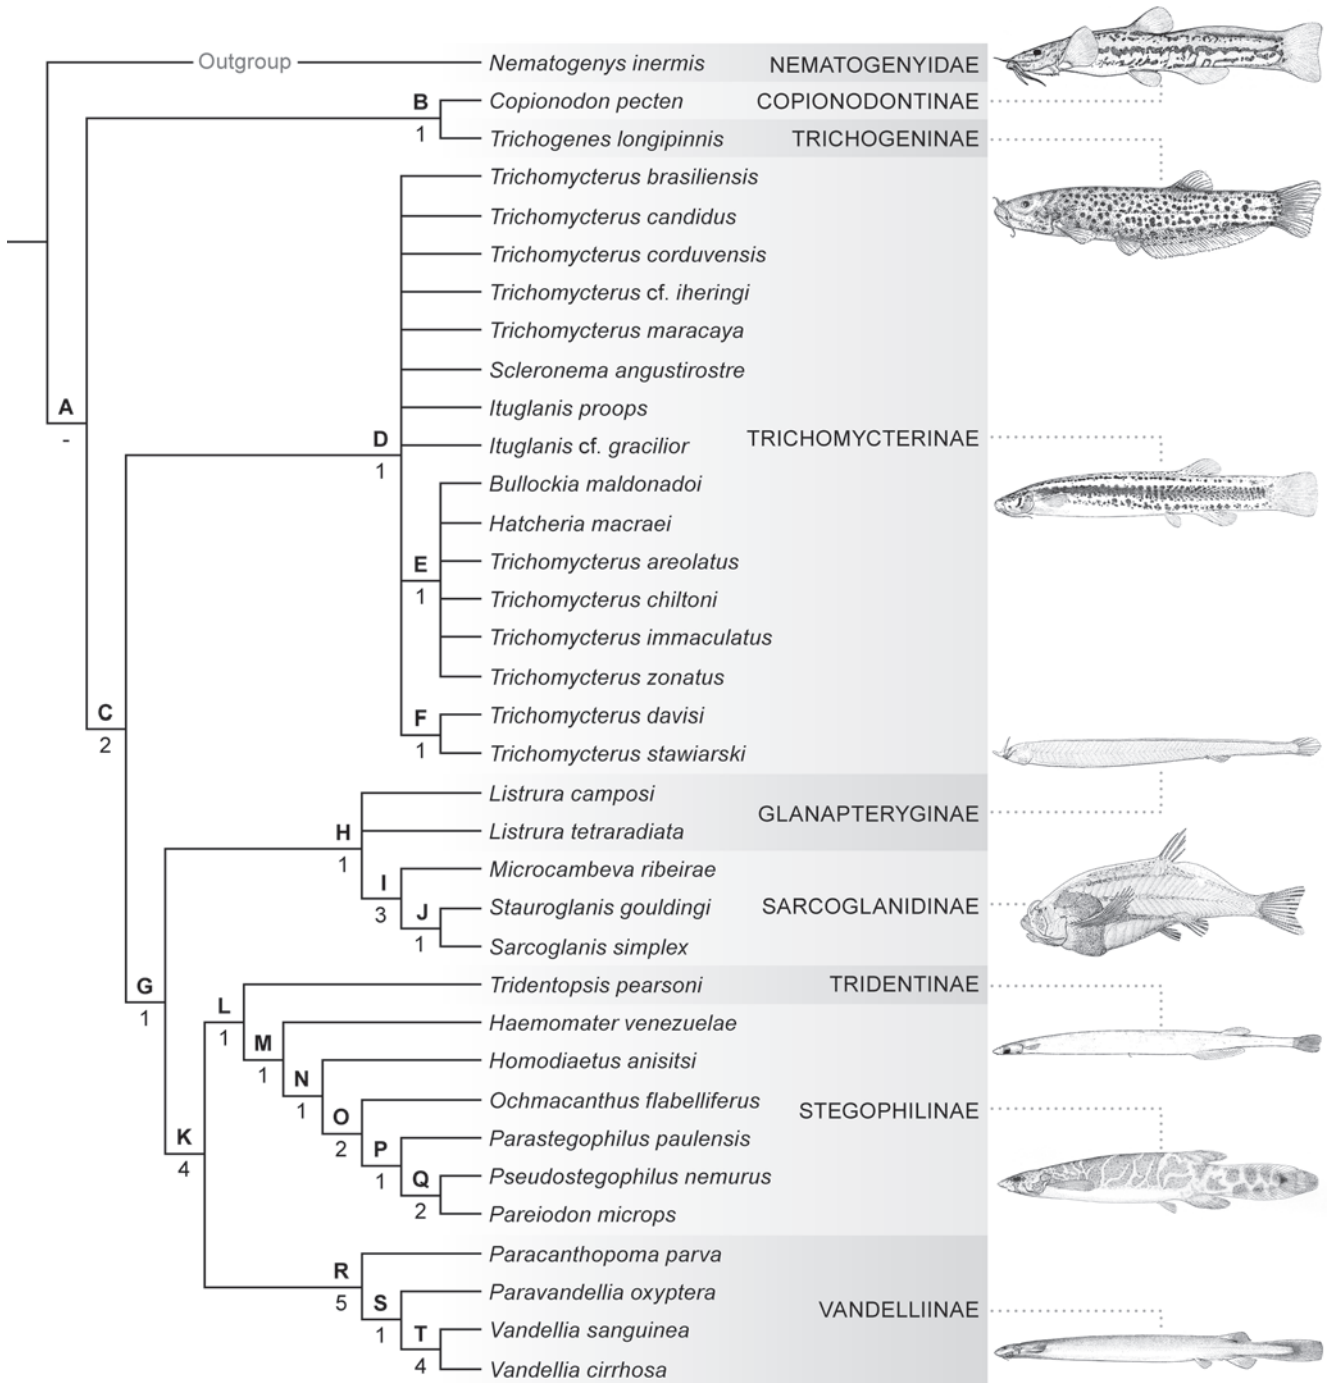 Outgroup
Nematogenys inermis NEMATOGENYIDAE
B
Copionodon pecten COPIONODONTINAE
1
Trichogenes longipinnis TRICHOGENINAE
Trichomycterus brasiliensis
Trichomycterus candidus
Trichomycterus corduvensis
Trichomycterus cf. iheringi
Trichomycterus maracaya
Scleronema angustirostre
A
-
Ituglanis proops
D
1
Ituglanis cf. gracilior
TRICHOMYCTERINAE
Bullockia maldonadoi
Hatcheria macraei
E
1
Trichomycterus areolatus
Trichomycterus chiltoni
Trichomycterus immaculatus
Trichomycterus zonatus
C
2
F
1
Trichomycterus davisi
Trichomycterus stawiarski
Listrura camposi
GLANAPTERYGINAE
H
1
Listrura tetraradiata
Microcambeva ribeirae
I
3
SARCOGLANIDINAE
J
1
Stauroglanis gouldingi
Sarcoglanis simplex
G
1
Tridentopsis pearsoni TRIDENTINAE
L
1
Haemomater venezuelae
M
1
Homodiaetus anisitsi
N
1
Ochmacanthus flabelliferus
STEGOPHILINAE
O
2
Parastegophilus paulensis
K
4
P
1
Pseudostegophilus nemurus
Q
2
Pareiodon microps
Paracanthopoma parva
R
5
Paravandellia oxyptera
S
1
VANDELLIINAE
Vandellia sanguinea
T
4
Vandellia cirrhosa